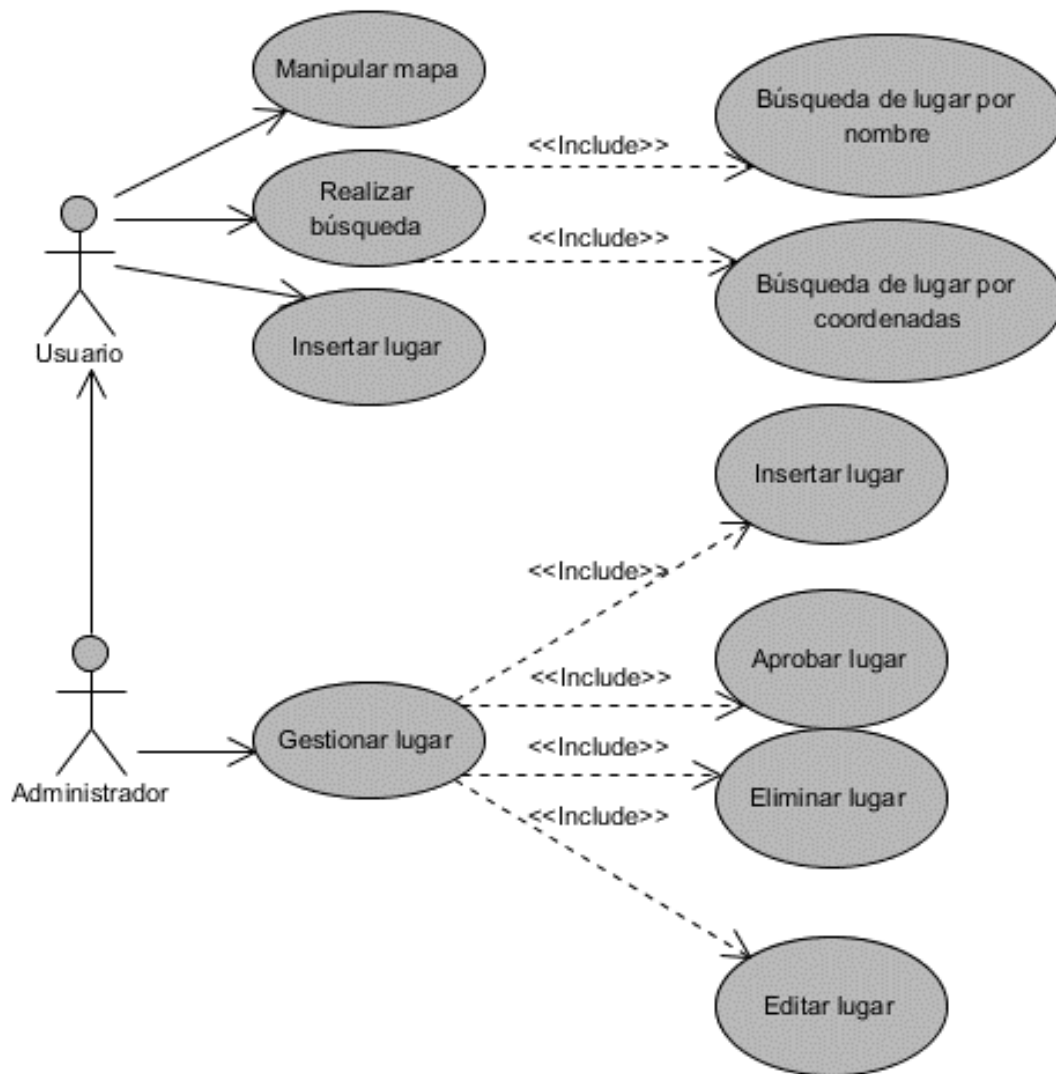 Manipular mapa
Búsqueda de lugar por
nombre
<<Include>>
Realizar
búsqueda
<<Include>>
Búsqueda de lugar por
coordenadas
Insertar lugar
Usuario
Insertar lugar
<<Include>>
Aprobar lugar
<<Include>>
Gestionar lugar
<<Include>>
Eliminar lugar
Administrador
<<Include>>
Editar lugar